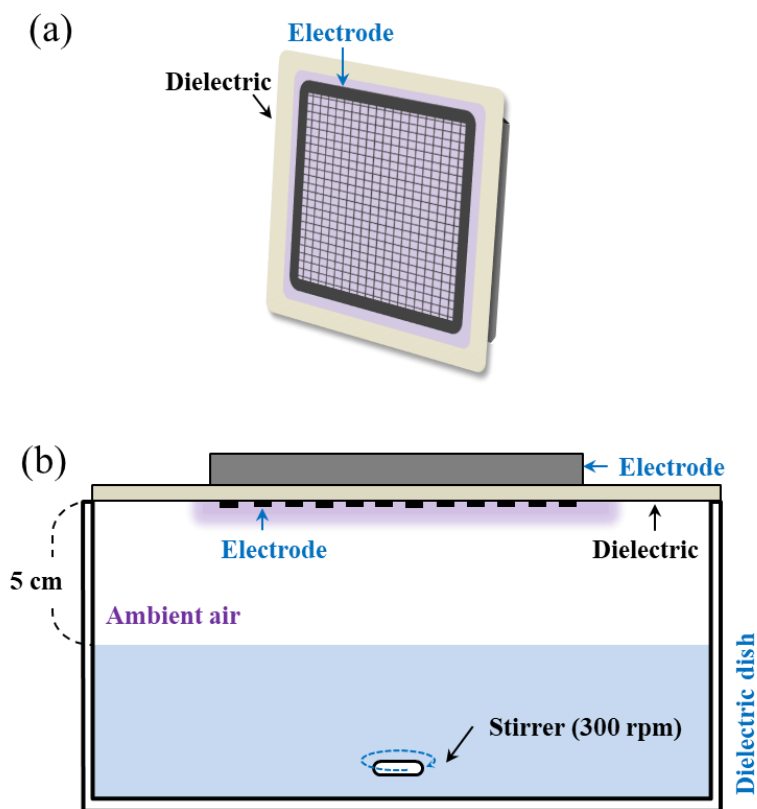 (a)
Electrode
Dielectric
(b)
Electrode
Electrode
Dielectric
5 cm
Ambient air
Stirrer (300 rpm)
Dielectric dish